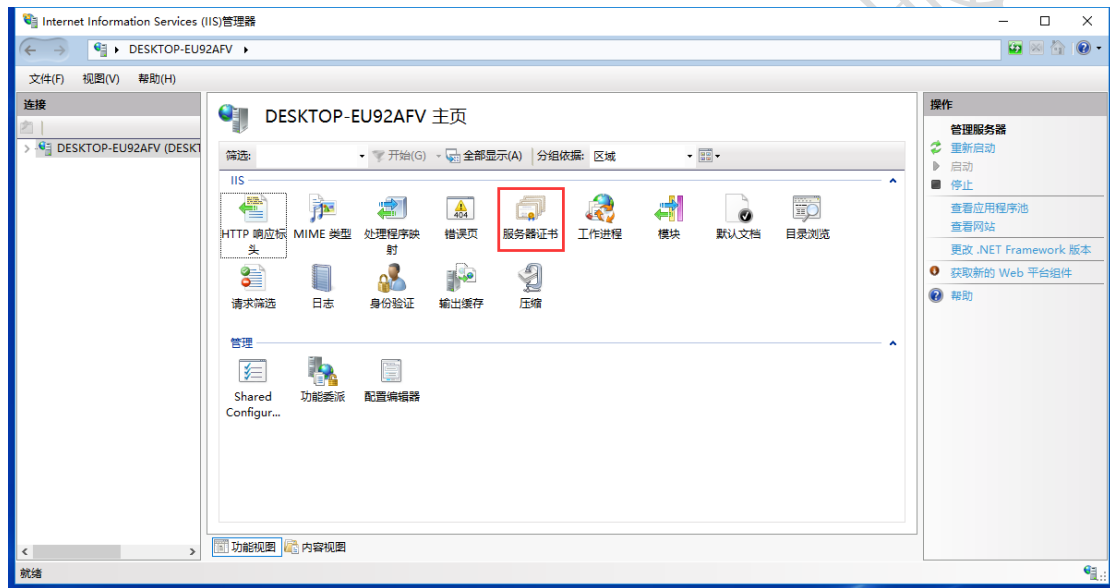 Internet Information Services (IIS)管理器
DESKTOP-EU92AFV
文件(F) 视图(V) 帮助(H)
连接
DESKTOP-EU92AFV (DESKT
DESKTOP-EU92AFV 主页
筛选: 开始(G) 全部显示(A) 分组依据: 区域
IIS
HTTP 响应标头
MIME 类型
处理程序映射
404
错误页
服务器证书
工作进程
模块
默认文档
目录浏览
请求筛选
日志
身份验证
输出缓存
压缩
管理
Shared
Configur...
功能委派
配置编辑器
功能视图 内容视图
操作
管理服务器
重新启动
启动
停止
查看应用程序池
查看网站
更改 .NET Framework 版本
获取新的 Web 平台组件
帮助
就绪